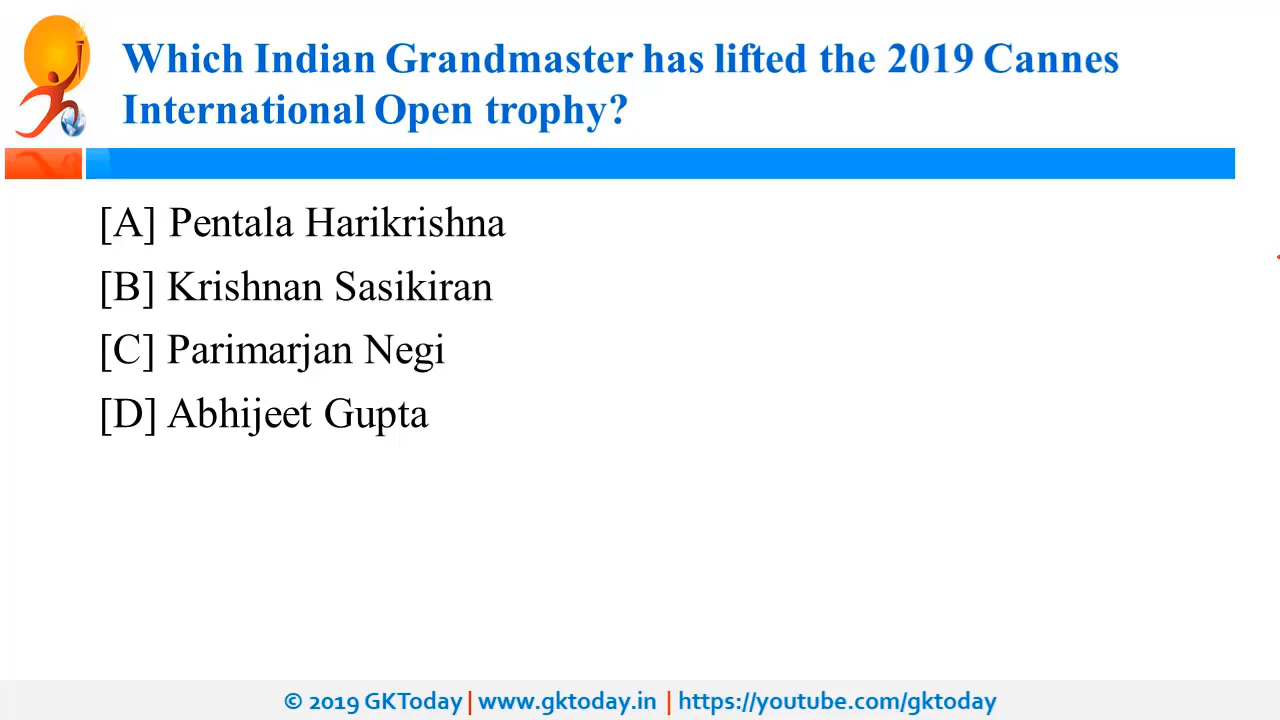 Which Indian Grandmaster has lifted the 2019 Cannes
International Open trophy?
[A] Pentala Harikrishna
[B] Krishnan Sasikiran
[C] Parimarjan Negi
[D] Abhijeet Gupta
© 2019 GKToday | www.gktoday.in | https://youtube.com/gktoday